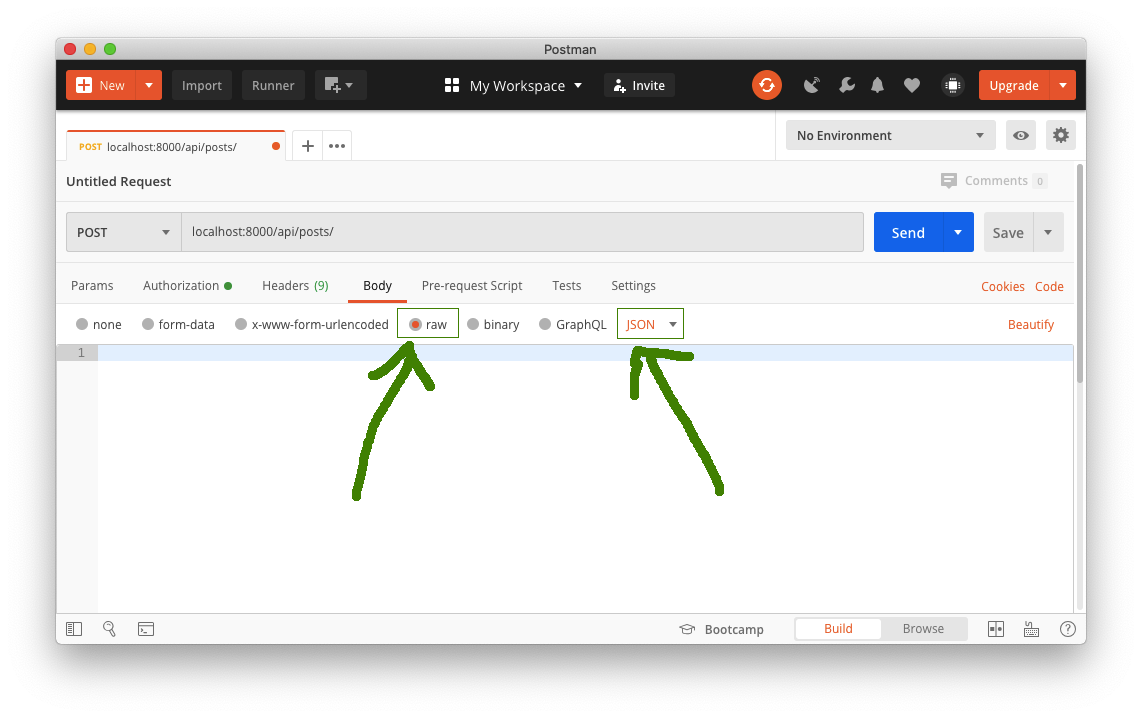 Postman
New Import Runner My Workspace Invite Upgrade
POST localhost:8000/api/posts/ No Environment
Untitled Request Comments 0
POST localhost:8000/api/posts/ Send Save
Params Authorization Headers (9) Body Pre-request Script Tests Settings Cookies Code
none form-data x-www-form-urlencoded raw binary GraphQL JSON Beautify
1
Bootcamp Build Browse